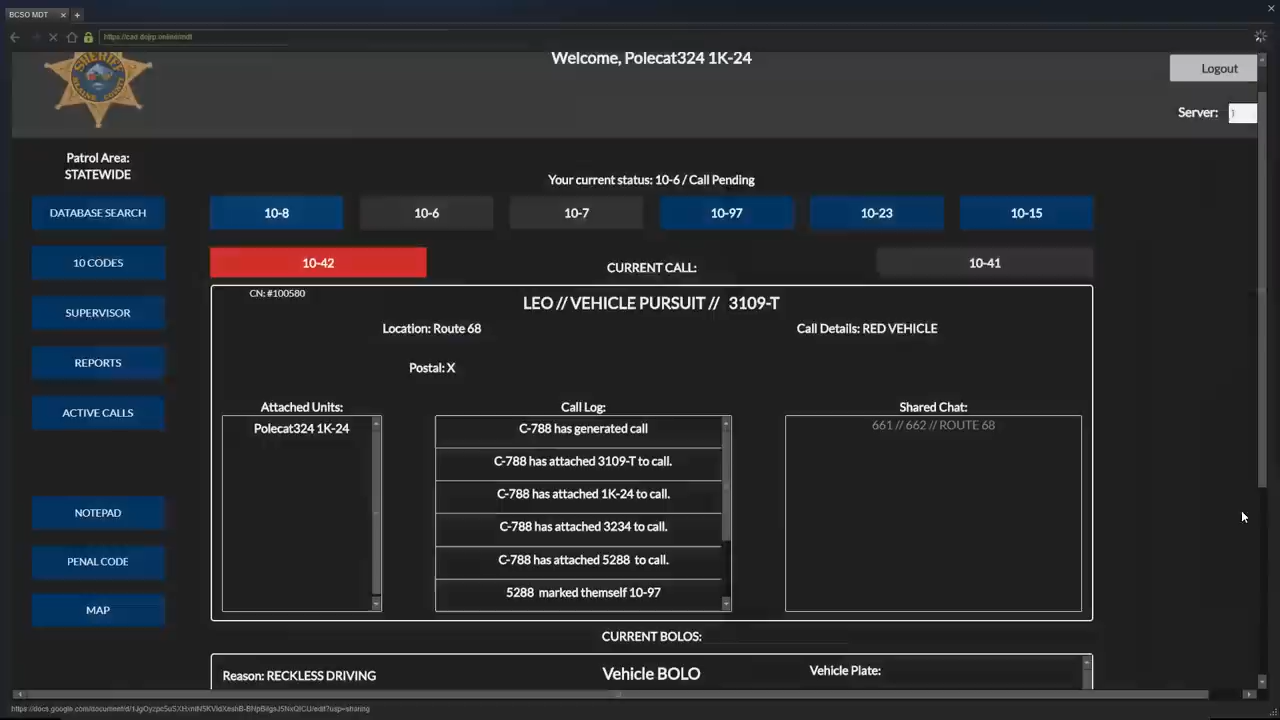 BCSO MDT
https://cad.dojrp.online/mdt
SHERIFF
Welcome, Polecat324 1K-24
Logout
Server:
Patrol Area:
STATEWIDE
Your current status: 10-6 / Call Pending
DATABASE SEARCH
10-8
10-6
10-7
10-97
10-23
10-15
10 CODES
10-42
CURRENT CALL:
10-41
CN: #100580
LEO // VEHICLE PURSUIT // 3109-T
SUPERVISOR
Location: Route 68
Call Details: RED VEHICLE
REPORTS
Postal: X
ACTIVE CALLS
Attached Units:
Call Log:
Shared Chat:
Polecat324 1K-24
C-788 has generated call
661 // 662 // ROUTE 68
C-788 has attached 3109-T to call.
C-788 has attached 1K-24 to call.
C-788 has attached 3234 to call.
C-788 has attached 5288 to call.
5288 marked themself 10-97
NOTEPAD
PENAL CODE
MAP
CURRENT BOLOS:
Reason: RECKLESS DRIVING
Vehicle BOLO
Vehicle Plate: